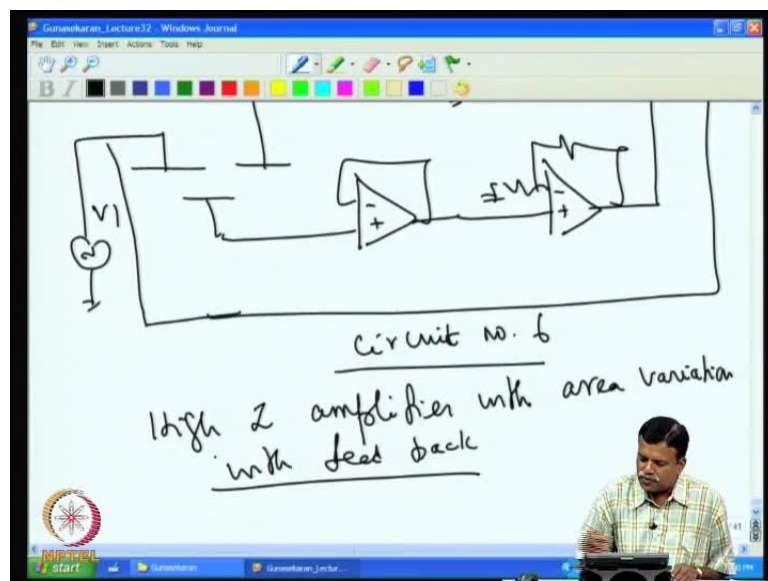 Gunasekaran_Lecture32 - Windows Journal
File Edit View Insert Actions Tools Help
B I
V1
- +
- +
Circuit no. 6
High Z amplifier with area variation
with feed back
NPTEL
start
Gunasekaran
Gunasekaran_Lectur...